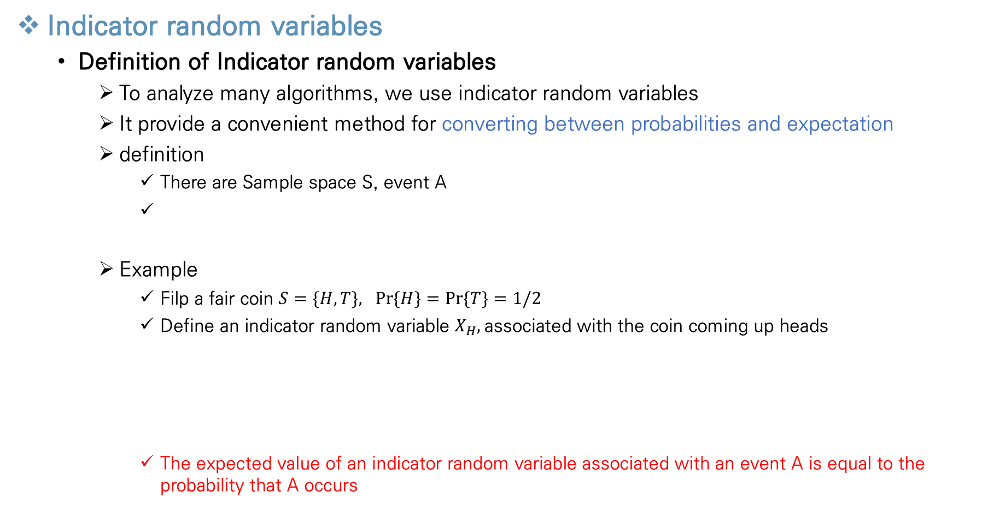 ❖ Indicator random variables
• Definition of Indicator random variables
➢ To analyze many algorithms, we use indicator random variables
➢ It provide a convenient method for converting between probabilities and expectation
➢ definition
✓ There are Sample space S, event A
✓
➢ Example
✓ Filp a fair coin S = {H, T}, Pr{H} = Pr{T} = 1/2
✓ Define an indicator random variable X_H, associated with the coin coming up heads
✓ The expected value of an indicator random variable associated with an event A is equal to the
probability that A occurs